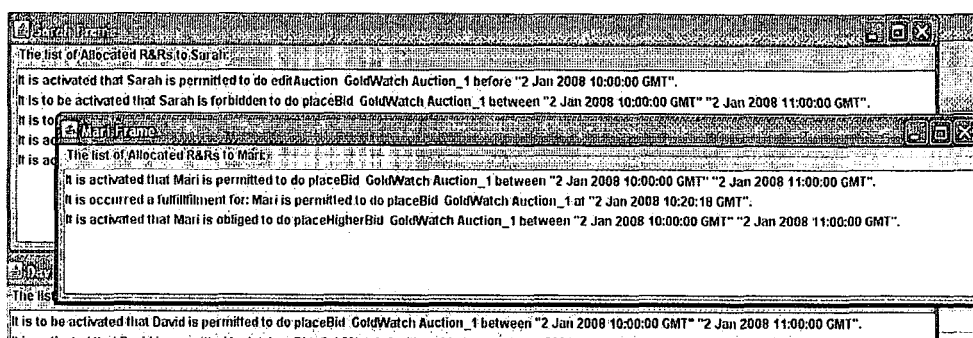 Sarah Frame
The list of Allocated R&Rs to Sarah:
It is activated that Sarah is permitted to do editAuction GoldWatch Auction_1 before "2 Jan 2008 10:00:00 GMT".
It is to be activated that Sarah is forbidden to do placeBid GoldWatch Auction_1 between "2 Jan 2008 10:00:00 GMT" "2 Jan 2008 11:00:00 GMT".
It is to
It is ac
It is ac
Mari Frame
The list of Allocated R&Rs to Mari:
It is activated that Mari is permitted to do placeBid GoldWatch Auction_1 between "2 Jan 2008 10:00:00 GMT" "2 Jan 2008 11:00:00 GMT".
It is occurred a fulfillfilment for: Mari is permitted to do placeBid GoldWatch Auction_1 at "2 Jan 2008 10:20:18 GMT".
It is activated that Mari is obliged to do placeHigherBid GoldWatch Auction_1 between "2 Jan 2008 10:00:00 GMT" "2 Jan 2008 11:00:00 GMT".
Davi
The list
It is to be activated that David is permitted to do placeBid GoldWatch Auction_1 between "2 Jan 2008 10:00:00 GMT" "2 Jan 2008 11:00:00 GMT".